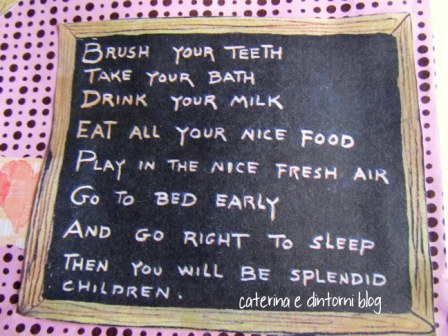 BRUSH YOUR TEETH
TAKE YOUR BATH
DRINK YOUR MILK
EAT ALL YOUR NICE FOOD
PLAY IN THE NICE FRESH AIR
GO TO BED EARLY
AND GO RIGHT TO SLEEP
THEN YOU WILL BE SPLENDID
CHILDREN.
caterina e dintorni blog